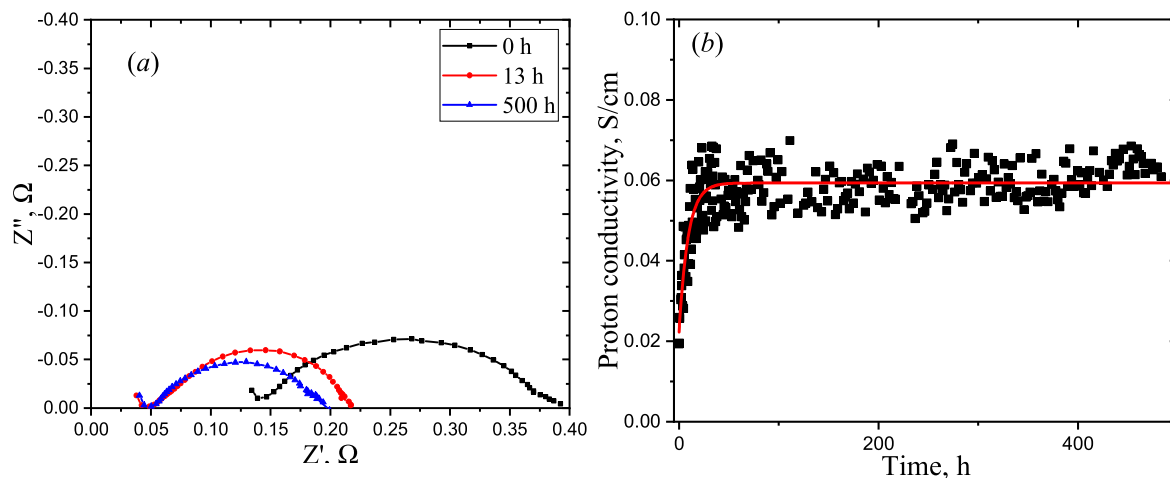 (a)
0 h
13 h
500 h
-0.40
-0.35
-0.30
-0.25
-0.20
-0.15
-0.10
-0.05
0.00
Z'', Ω
0.00 0.05 0.10 0.15 0.20 0.25 0.30 0.35 0.40
Z', Ω
(b)
0.10
0.08
0.06
0.04
0.02
0.00
Proton conductivity, S/cm
0 200 400
Time, h